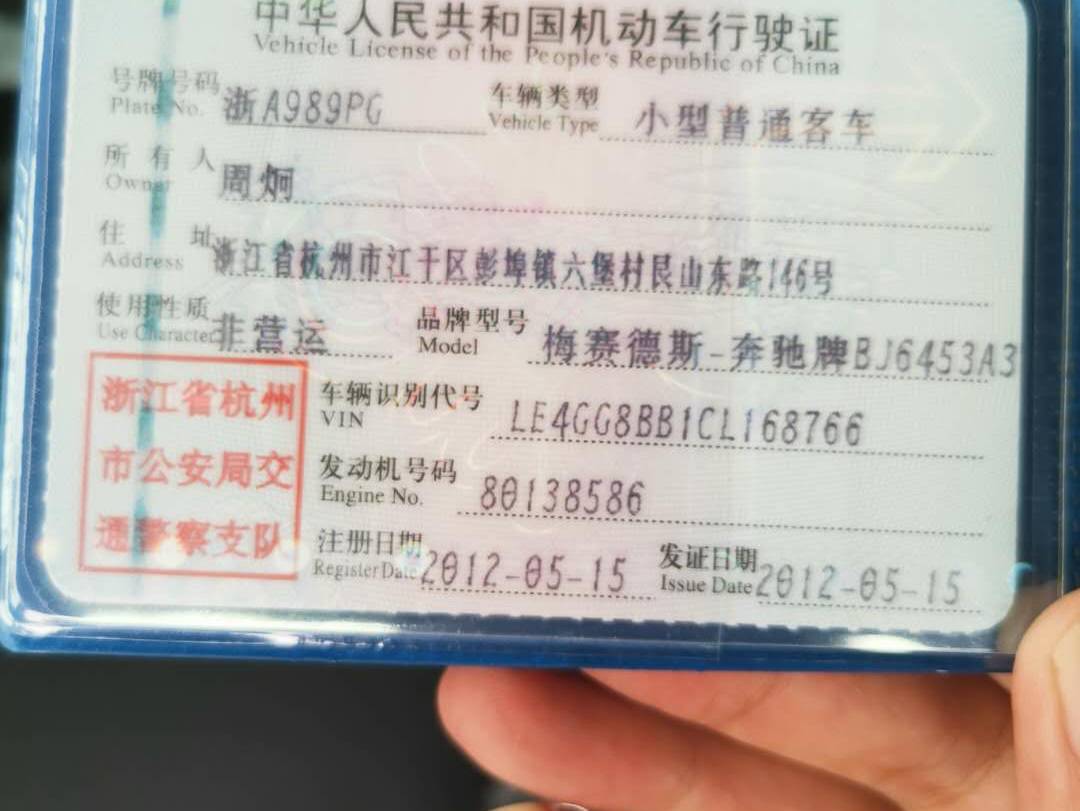 中华人民共和国机动车行驶证
Vehicle License of the People's Republic of China
号牌号码 浙A989PG 车辆类型 小型普通客车
Plate No. Vehicle Type
所有人 周炯
Owner
住址 浙江省杭州市江干区彭埠镇六堡村艮山东路146号
Address
使用性质 非营运 品牌型号 梅赛德斯-奔驰牌BJ6453A3
Use Character Model
浙江省杭州
市公安局交
通警察支队
车辆识别代号 LE4GG8BB1CL168766
VIN
发动机号码 80138586
Engine No.
注册日期 2012-05-15 发证日期 2012-05-15
Register Date Issue Date